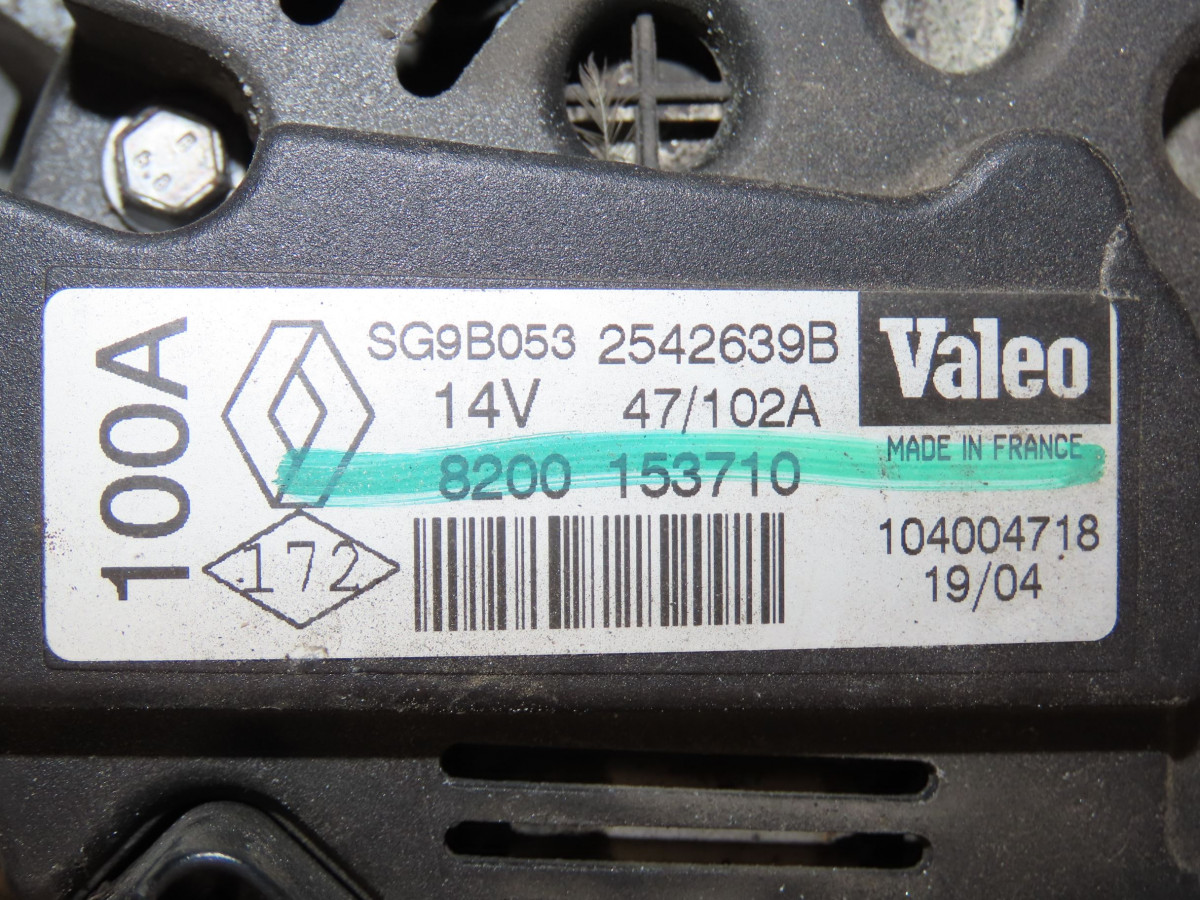 100A
SG9B053 2542639B
14V 47/102A
8200 153710
172
Valeo
MADE IN FRANCE
104004718
19/04